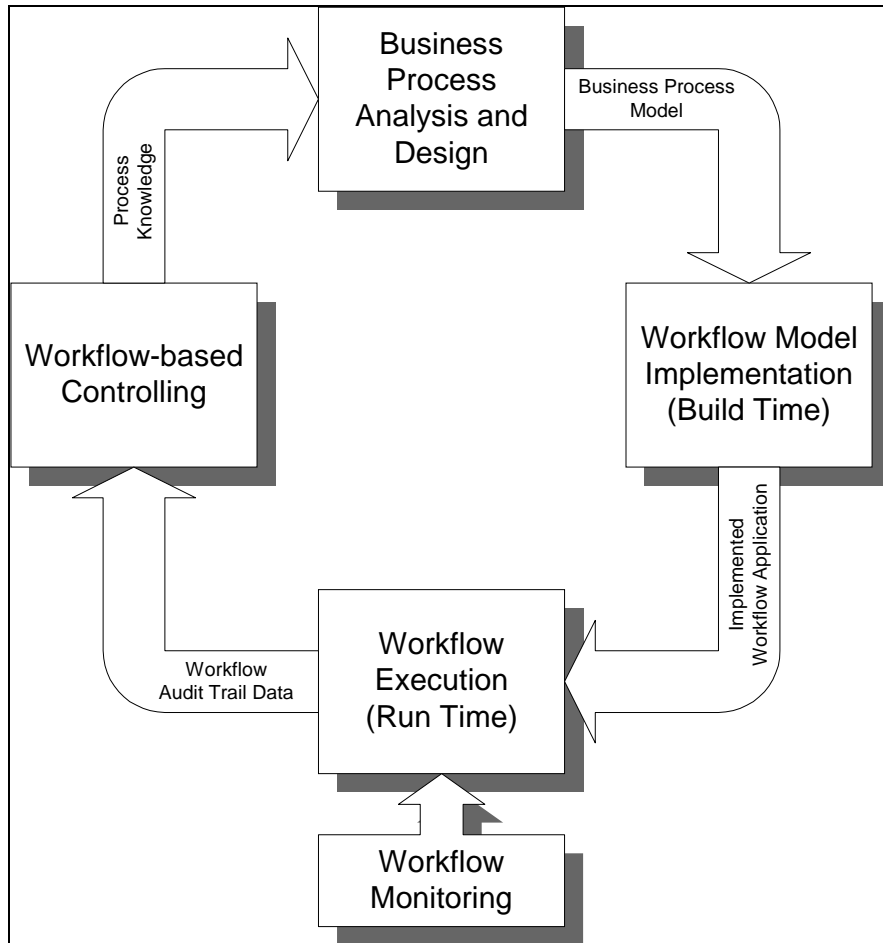 Business
Process
Analysis and
Design
Business Process
Model
Process
Knowledge
Workflow-based
Controlling
Workflow Model
Implementation
(Build Time)
Implemented
Workflow Application
Workflow
Execution
(Run Time)
Workflow
Audit Trail Data
Workflow
Monitoring